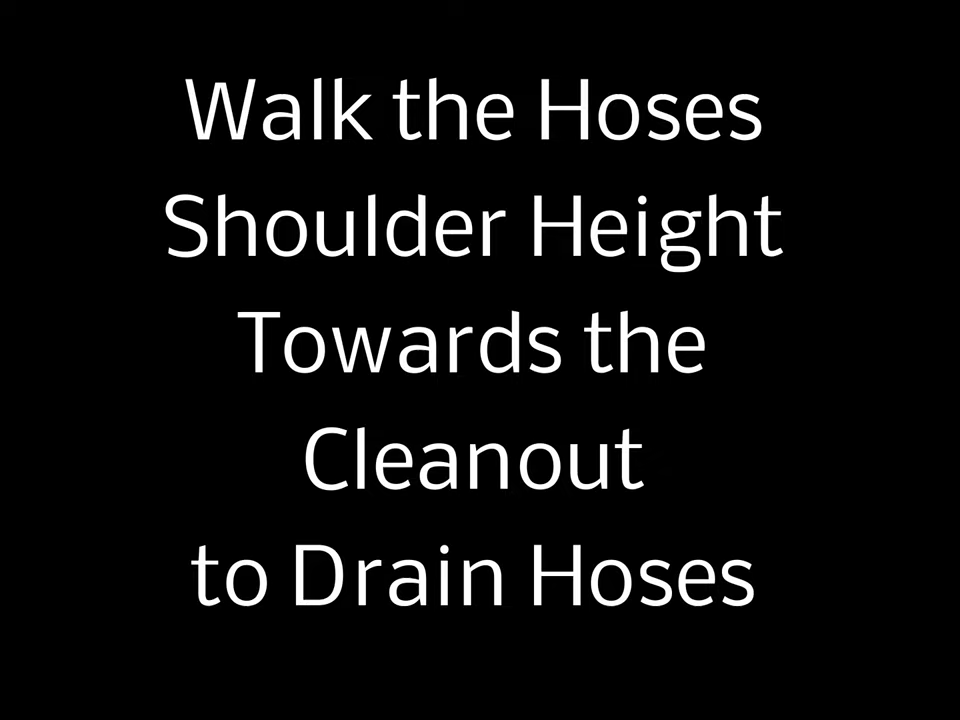 Walk the Hoses
Shoulder Height
Towards the
Cleanout
to Drain Hoses